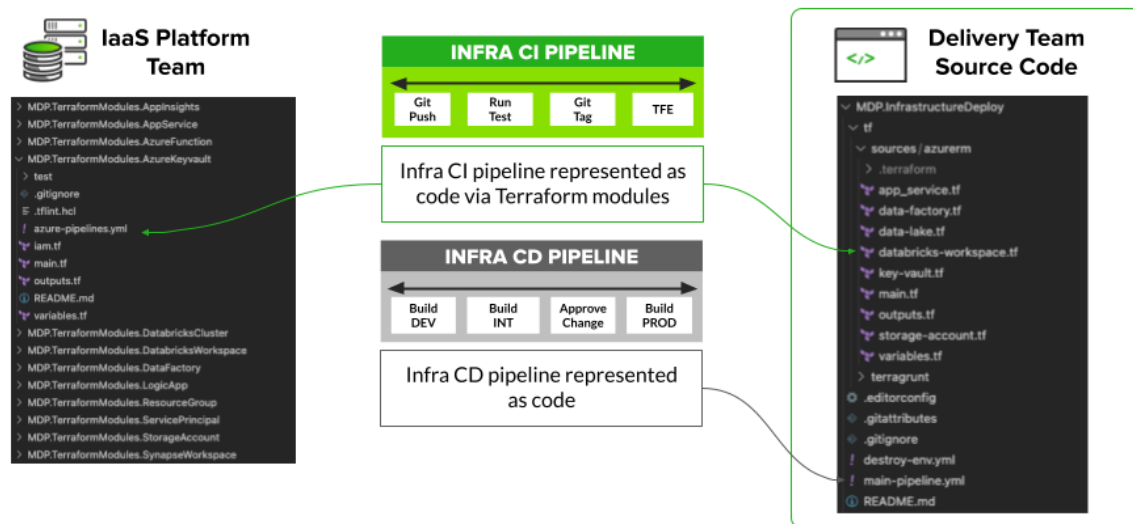 IaaS Platform
Team
MDP.TerraformModules.AppInsights
MDP.TerraformModules.AppService
MDP.TerraformModules.AzureFunction
MDP.TerraformModules.AzureKeyvault
test
.gitignore
.tflint.hcl
azure-pipelines.yml
iam.tf
main.tf
outputs.tf
README.md
variables.tf
MDP.TerraformModules.DatabricksCluster
MDP.TerraformModules.DatabricksWorkspace
MDP.TerraformModules.DataFactory
MDP.TerraformModules.LogicApp
MDP.TerraformModules.ResourceGroup
MDP.TerraformModules.ServicePrincipal
MDP.TerraformModules.StorageAccount
MDP.TerraformModules.SynapseWorkspace
INFRA CI PIPELINE
Git
Push
Run
Test
Git
Tag
TFE
Infra CI pipeline represented as
code via Terraform modules
INFRA CD PIPELINE
Build
DEV
Build
INT
Approve
Change
Build
PROD
Infra CD pipeline represented
as code
</>
Delivery Team
Source Code
MDP.InfrastructureDeploy
tf
sources/azurerm
.terraform
app_service.tf
data-factory.tf
data-lake.tf
databricks-workspace.tf
key-vault.tf
main.tf
outputs.tf
storage-account.tf
variables.tf
terragrunt
.editorconfig
.gitattributes
.gitignore
destroy-env.yml
main-pipeline.yml
README.md